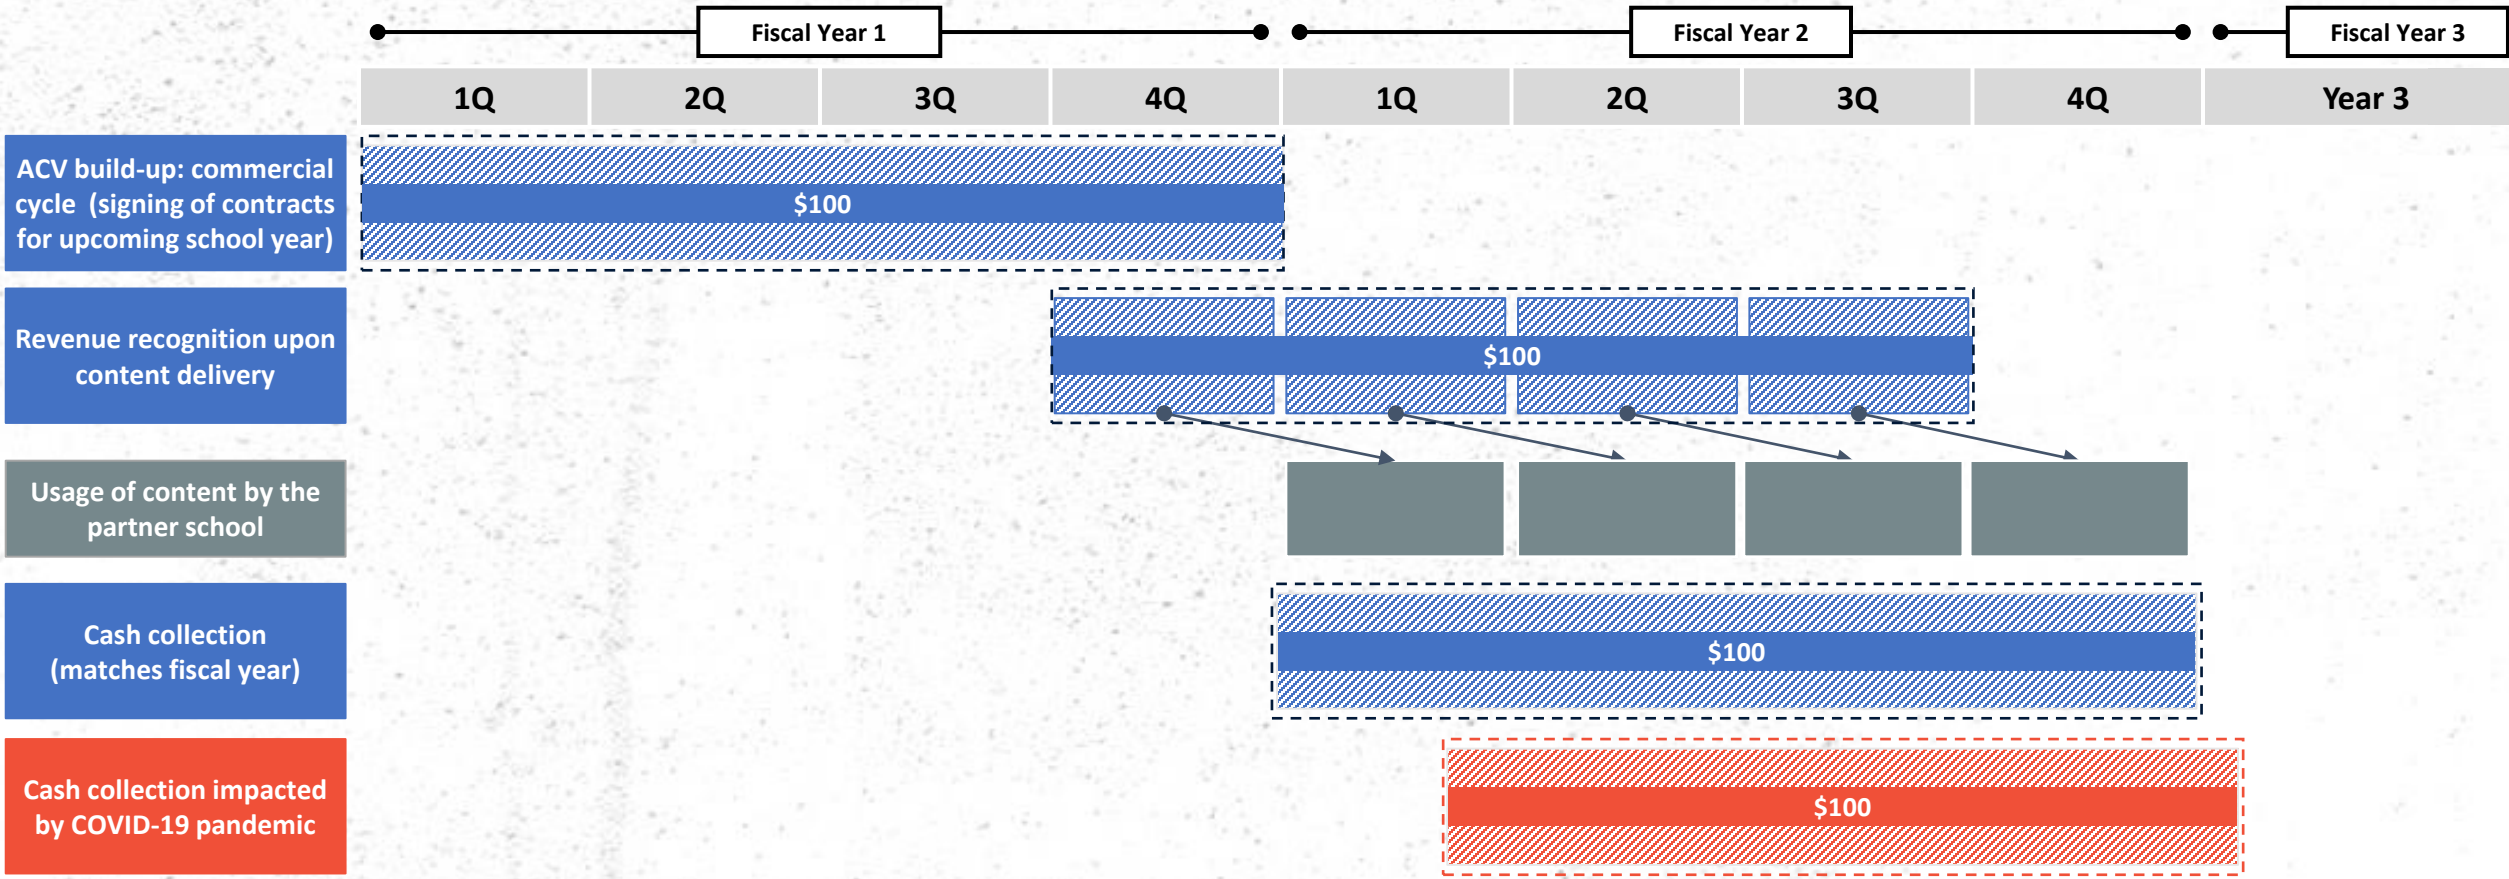 Fiscal Year 1
Fiscal Year 2
Fiscal Year 3
1Q
2Q
3Q
4Q
1Q
2Q
3Q
4Q
Year 3
ACV build-up: commercial
cycle (signing of contracts
for upcoming school year)
$100
Revenue recognition upon
content delivery
$100
Usage of content by the
partner school
Cash collection
(matches fiscal year)
$100
Cash collection impacted
by COVID-19 pandemic
$100